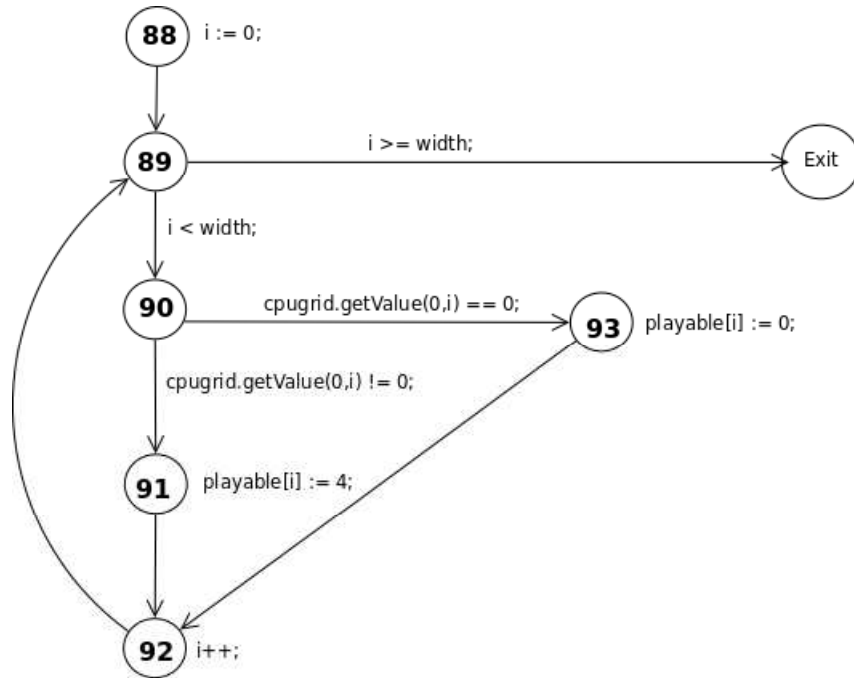 88 i := 0;
i >= width;
89 Exit
i < width;
cpugrid.getValue(0,i) == 0;
90 93 playable[i] := 0;
cpugrid.getValue(0,i) != 0;
91 playable[i] := 4;
92 i++;